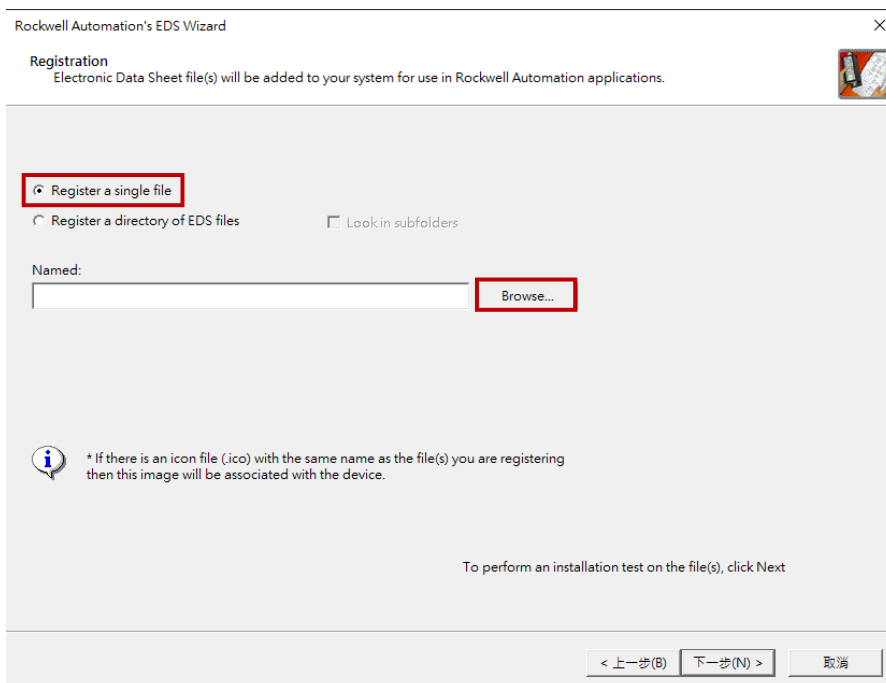 Rockwell Automation's EDS Wizard
Registration
Electronic Data Sheet file(s) will be added to your system for use in Rockwell Automation applications.
Register a single file
Register a directory of EDS files
Look in subfolders
Named:
Browse...
* If there is an icon file (.ico) with the same name as the file(s) you are registering
then this image will be associated with the device.
To perform an installation test on the file(s), click Next
< 上一步(B)
下一步(N) >
取消